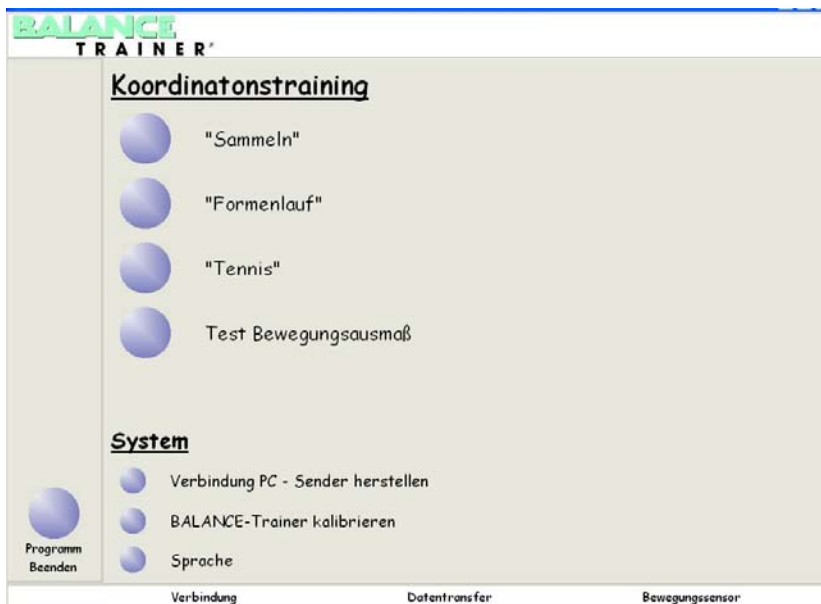 BALANCE
TRAINER
Koordinatonstraining
"Sammeln"
"Formenlauf"
"Tennis"
Test Bewegungsausmaß
System
Verbindung PC - Sender herstellen
BALANCE-Trainer kalibrieren
Sprache
Programm
Beenden
Verbindung Datentransfer Bewegungssensor